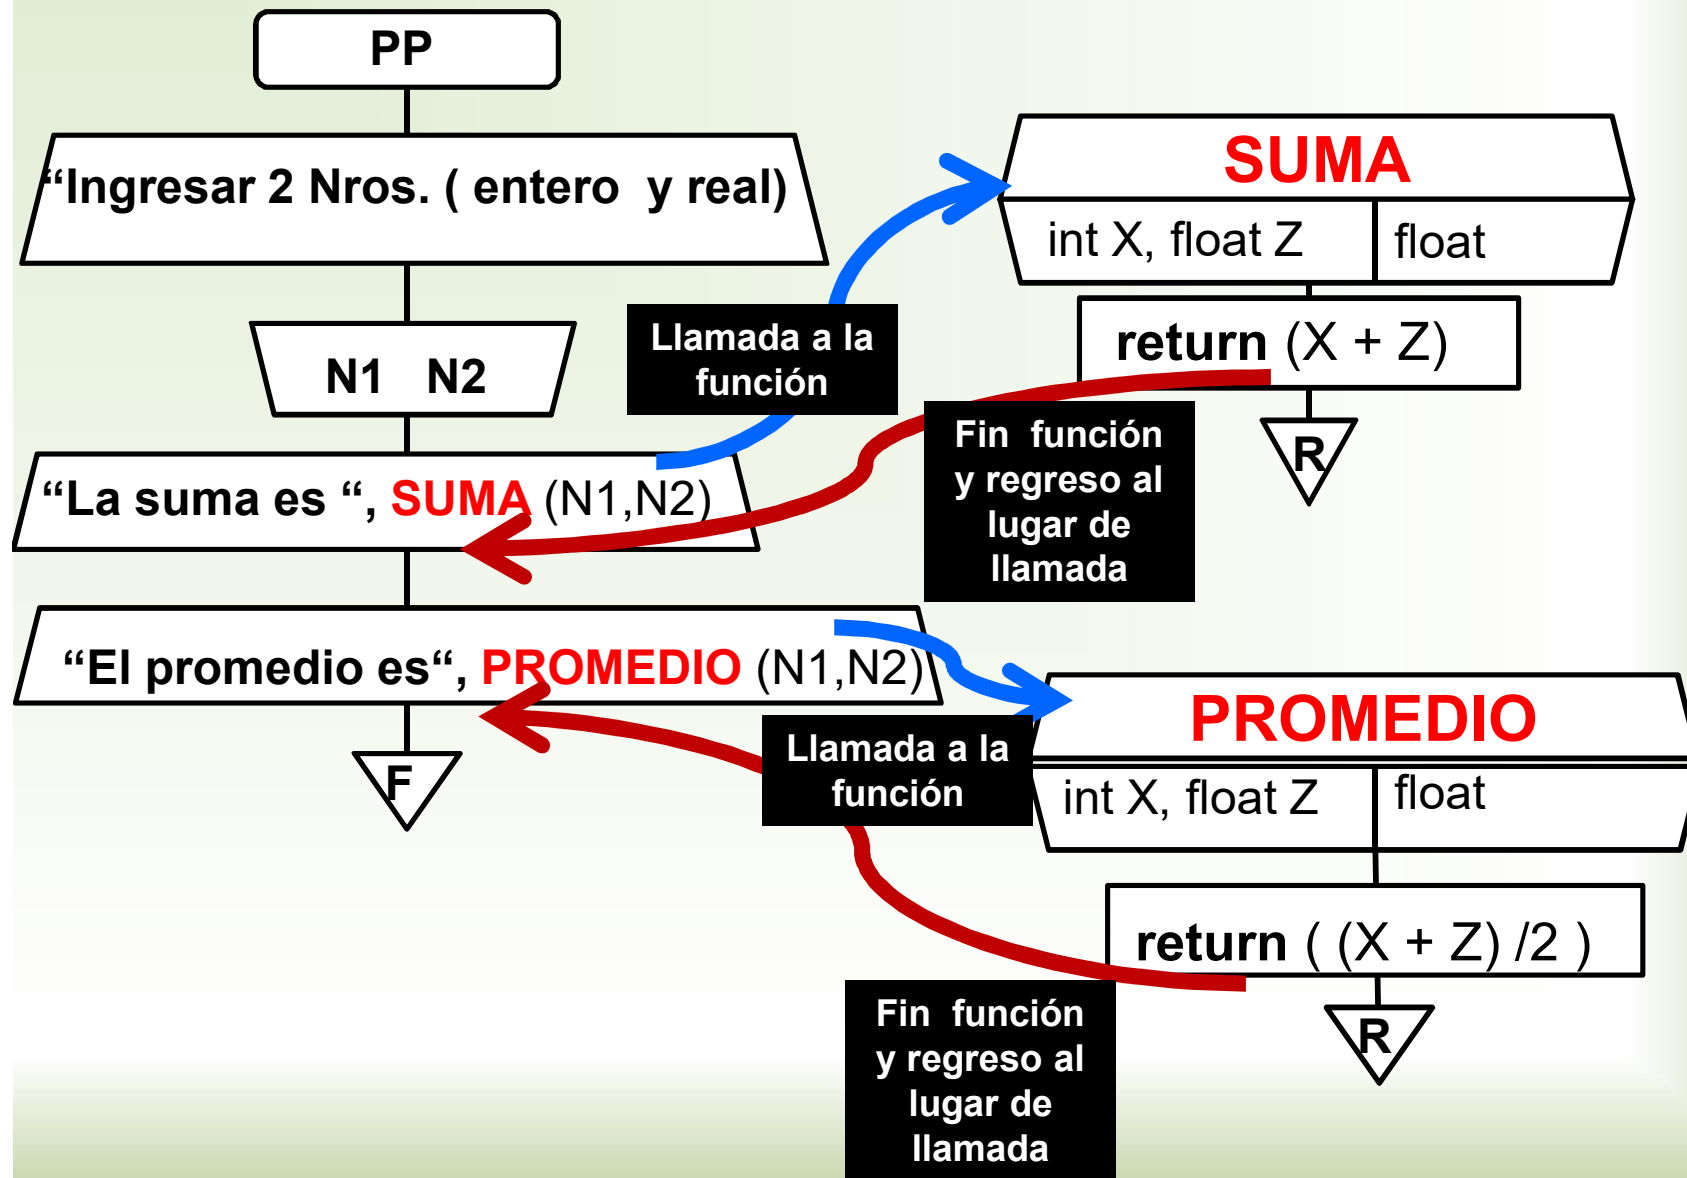 PP
“Ingresar 2 Nros. ( entero  y real)
N1   N2
“La suma es “, SUMA (N1,N2)
“El promedio es“, PROMEDIO (N1,N2)
F
Llamada a la
función
SUMA
int X, float Z
float
return (X + Z)
R
Fin  función
y regreso al
lugar de
llamada
Llamada a la
función
PROMEDIO
int X, float Z
float
return ( (X + Z) /2 )
R
Fin  función
y regreso al
lugar de
llamada